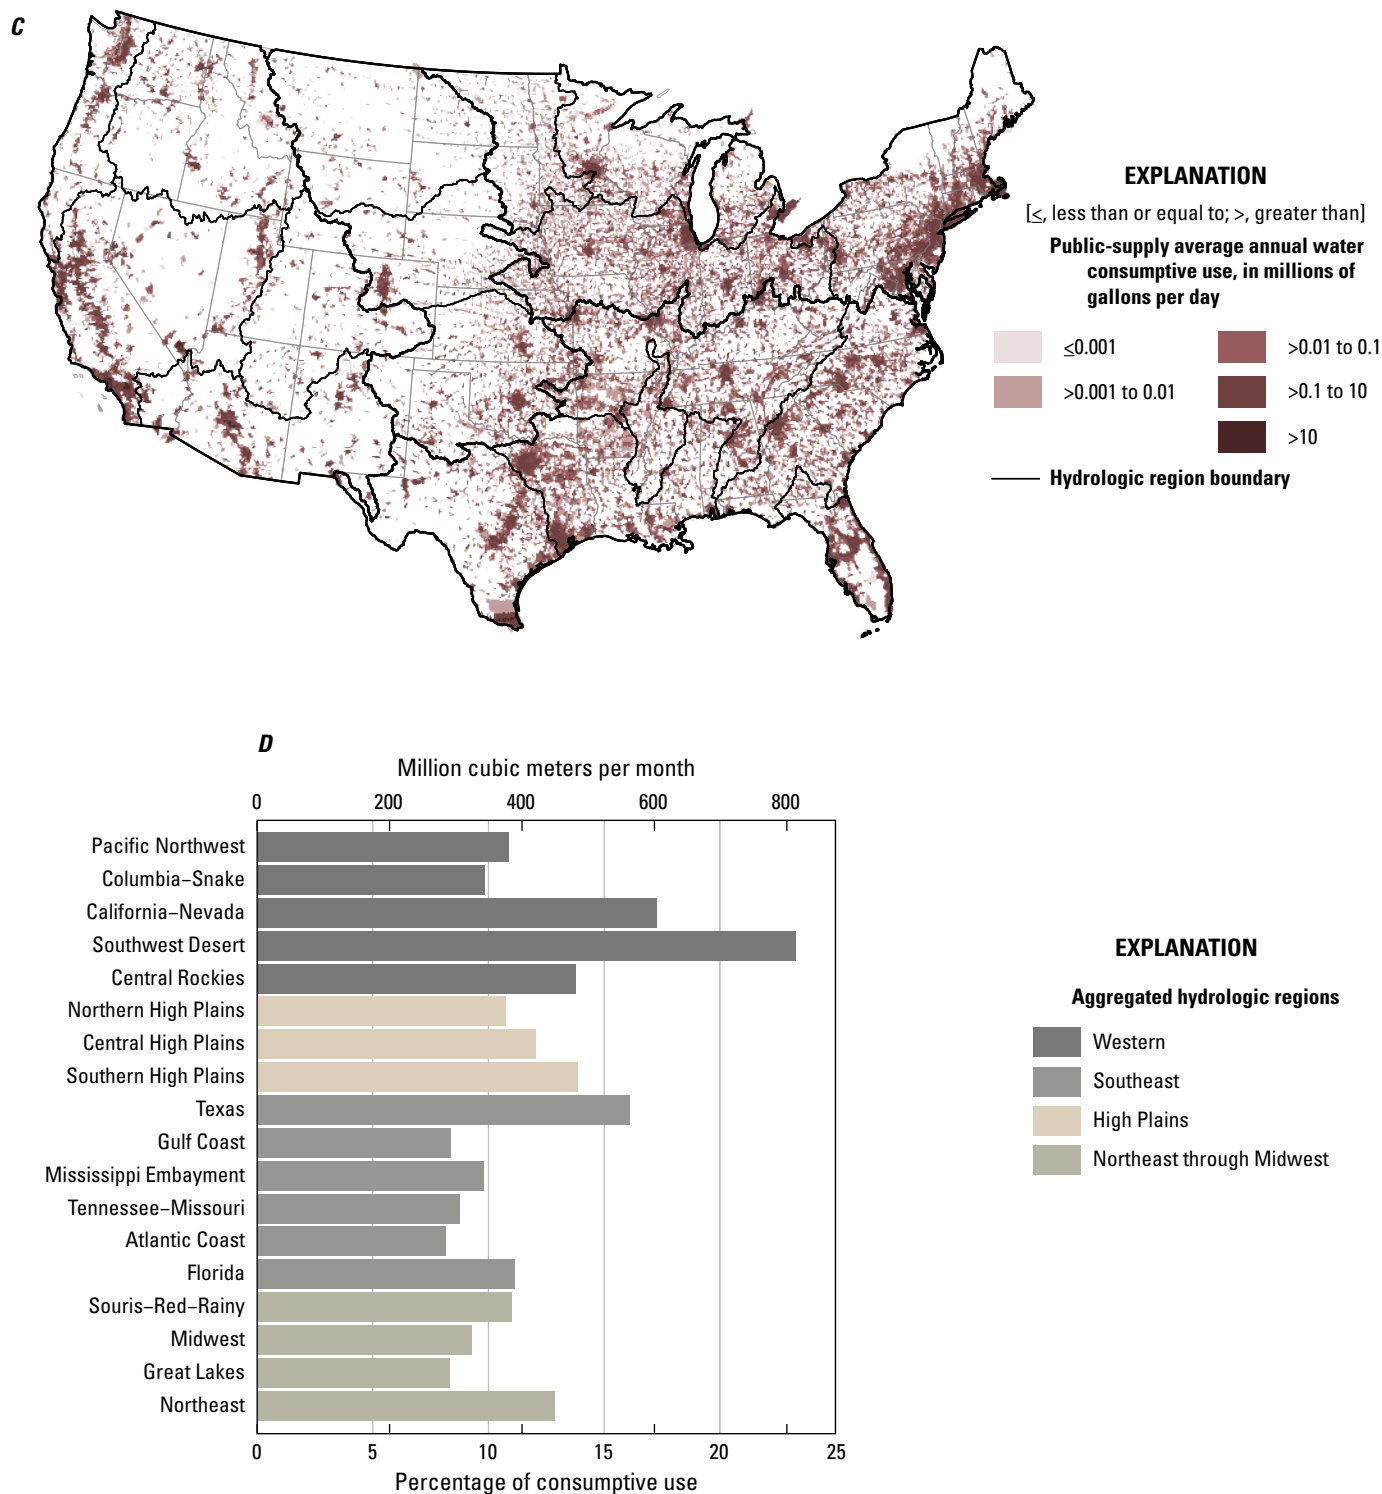 C
EXPLANATION
[≤, less than or equal to; >, greater than]
Public-supply average annual water
consumptive use, in millions of
gallons per day
≤0.001
>0.01 to 0.1
>0.001 to 0.01
>0.1 to 10
>10
Hydrologic region boundary
D
Million cubic meters per month
0 200 400 600 800
Pacific Northwest
Columbia–Snake
California–Nevada
Southwest Desert
Central Rockies
Northern High Plains
Central High Plains
Southern High Plains
Texas
Gulf Coast
Mississippi Embayment
Tennessee–Missouri
Atlantic Coast
Florida
Souris–Red–Rainy
Midwest
Great Lakes
Northeast
0 5 10 15 20 25
Percentage of consumptive use
EXPLANATION
Aggregated hydrologic regions
Western
Southeast
High Plains
Northeast through Midwest